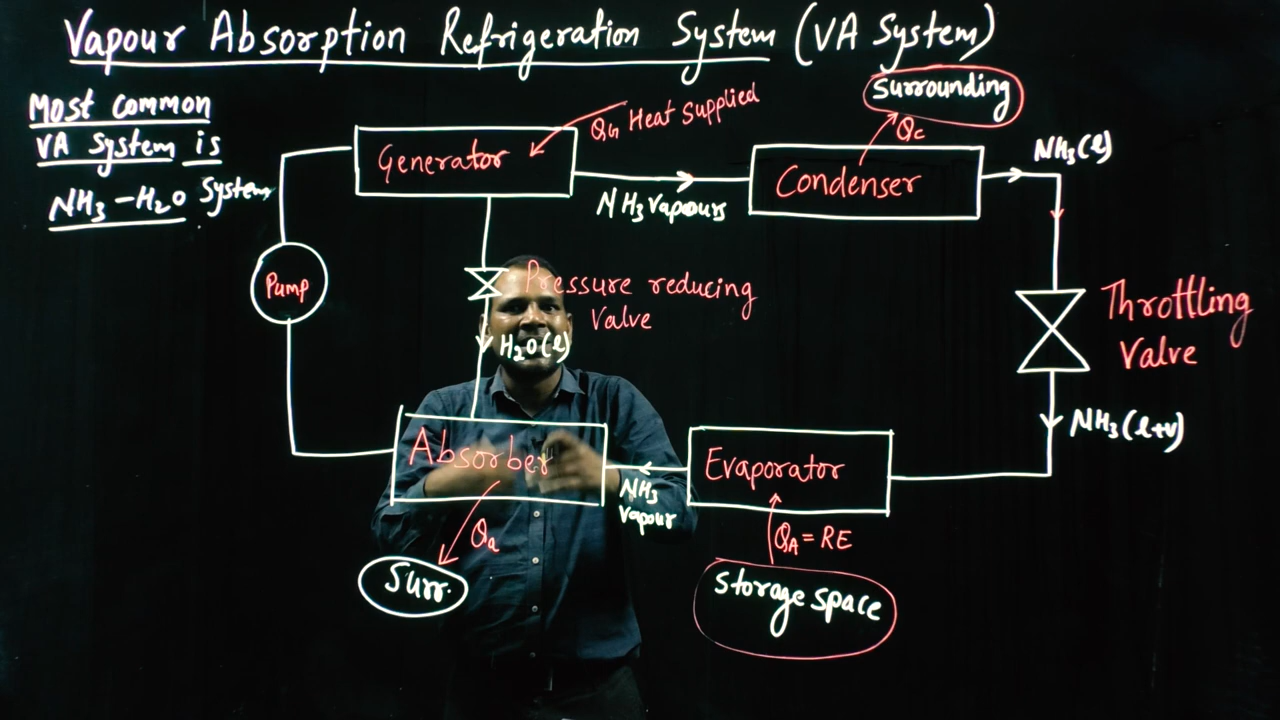 Vapour Absorption Refrigeration System (VA System)
Most common
VA System is
NH3 - H2O System
Generator
QG Heat Supplied
NH3 Vapours
Condenser
Qc
Surrounding
NH3(l)
Pump
Pressure reducing
Valve
H2O(l)
Throttling
Valve
NH3(l+v)
Absorber
NH3
Vapour
Evaporator
Qa
Surr.
QA = RE
Storage space